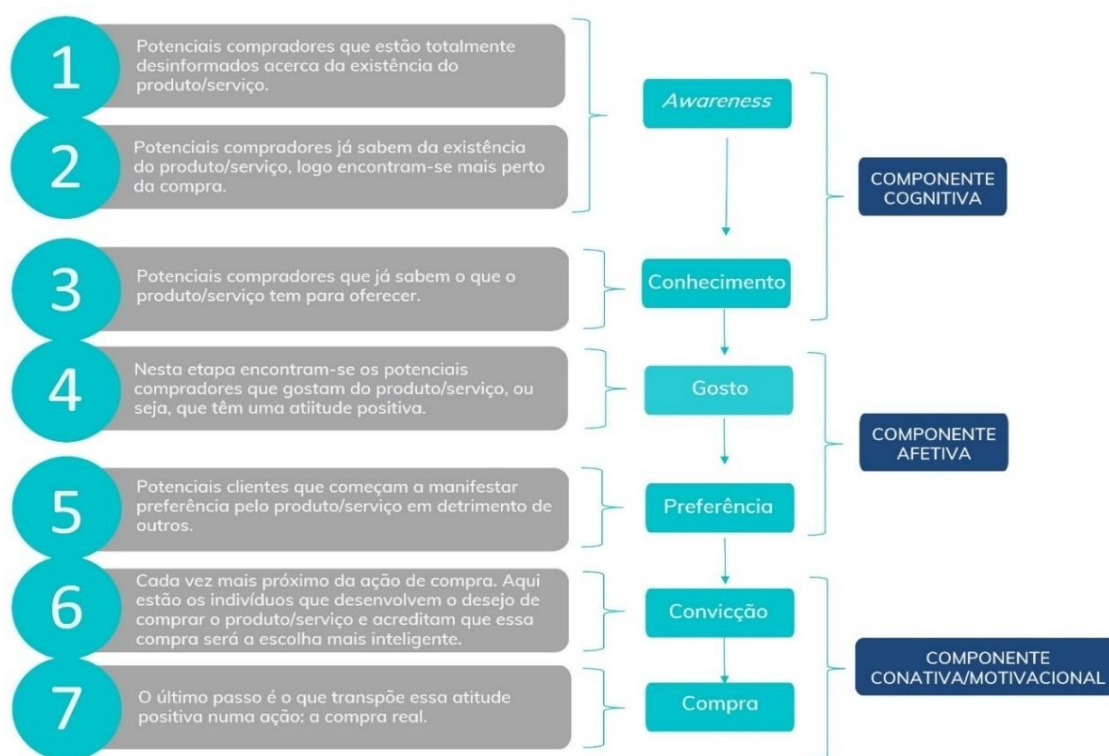 1
Potenciais compradores que estão totalmente
desinformados acerca da existência do
produto/serviço.
2
Potenciais compradores já sabem da existência
do produto/serviço, logo encontram-se mais perto
da compra.
Awareness
3
Potenciais compradores que já sabem o que o
produto/serviço tem para oferecer.
Conhecimento
COMPONENTE
COGNITIVA
4
Nesta etapa encontram-se os potenciais
compradores que gostam do produto/serviço, ou
seja, que têm uma atiitude positiva.
Gosto
5
Potenciais clientes que começam a manifestar
preferência pelo produto/serviço em detrimento de
outros.
Preferência
COMPONENTE
AFETIVA
6
Cada vez mais próximo da ação de compra. Aqui
estão os indivíduos que desenvolvem o desejo de
comprar o produto/serviço e acreditam que essa
compra será a escolha mais inteligente.
Convicção
7
O último passo é o que transpõe essa atitude
positiva numa ação: a compra real.
Compra
COMPONENTE
CONATIVA/MOTIVACIONAL